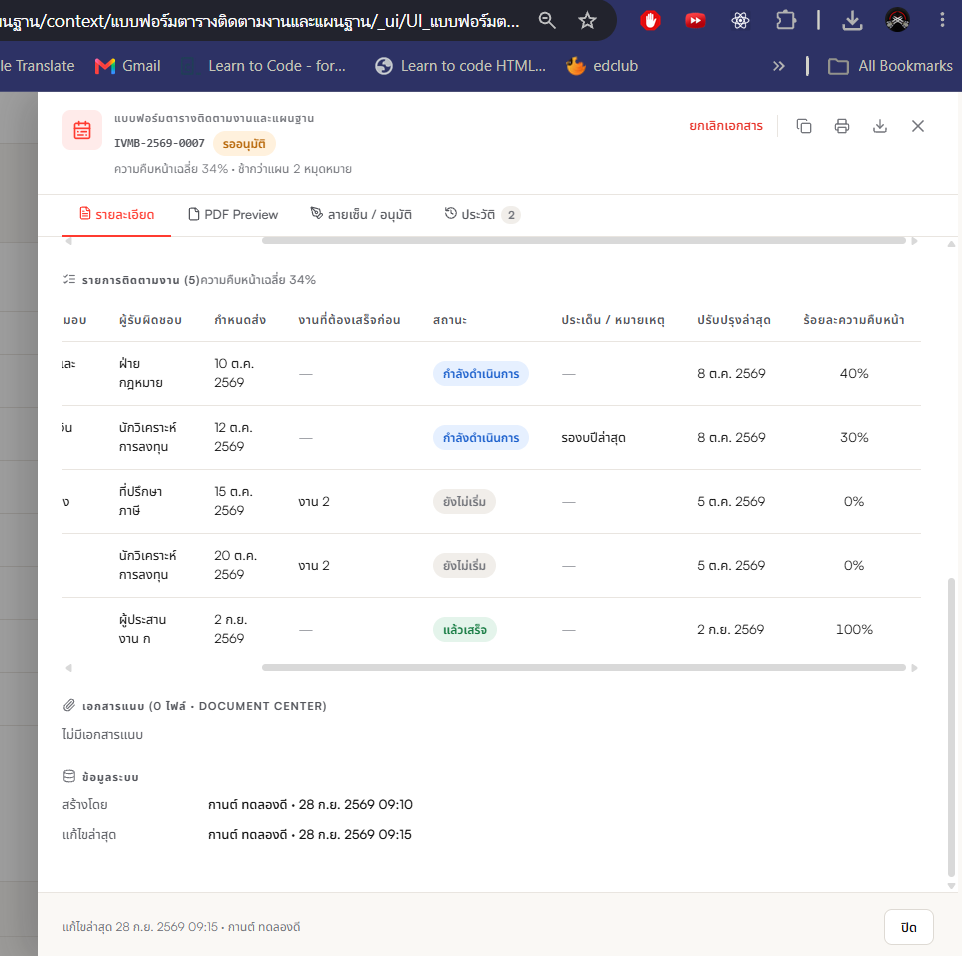 นฐาน/context/แบบฟอร์มตารางติดตามงานและแผนฐาน/_ui/UI_แบบฟอร์มต...
le Translate Gmail Learn to Code - for... Learn to code HTML... edclub » All Bookmarks
แบบฟอร์มตารางติดตามงานและแผนฐาน
IVMB-2569-0007 รออนุมัติ
ความคืบหน้าเฉลี่ย 34% • ช้ากว่าแผน 2 หมุดหมาย
ยกเลิกเอกสาร
รายละเอียด PDF Preview ลายเซ็น / อนุมัติ ประวัติ 2
รายการติดตามงาน (5)ความคืบหน้าเฉลี่ย 34%
มอบ ผู้รับผิดชอบ กำหนดส่ง งานที่ต้องเสร็จก่อน สถานะ ประเด็น / หมายเหตุ ปรับปรุงล่าสุด ร้อยละความคืบหน้า
และ ฝ่าย กฎหมาย 10 ต.ค. 2569 — กำลังดำเนินการ — 8 ต.ค. 2569 40%
นักวิเคราะห์ การลงทุน 12 ต.ค. 2569 — กำลังดำเนินการ รองบปีล่าสุด 8 ต.ค. 2569 30%
ง ที่ปรึกษา ภาษี 15 ต.ค. 2569 งาน 2 ยังไม่เริ่ม — 5 ต.ค. 2569 0%
นักวิเคราะห์ การลงทุน 20 ต.ค. 2569 งาน 2 ยังไม่เริ่ม — 5 ต.ค. 2569 0%
ผู้ประสาน งาน ก 2 ก.ย. 2569 — แล้วเสร็จ — 2 ก.ย. 2569 100%
เอกสารแนบ (0 ไฟล์ • DOCUMENT CENTER)
ไม่มีเอกสารแนบ
ข้อมูลระบบ
สร้างโดย กานต์ ทดลองดี • 28 ก.ย. 2569 09:10
แก้ไขล่าสุด กานต์ ทดลองดี • 28 ก.ย. 2569 09:15
แก้ไขล่าสุด 28 ก.ย. 2569 09:15 • กานต์ ทดลองดี
ปิด